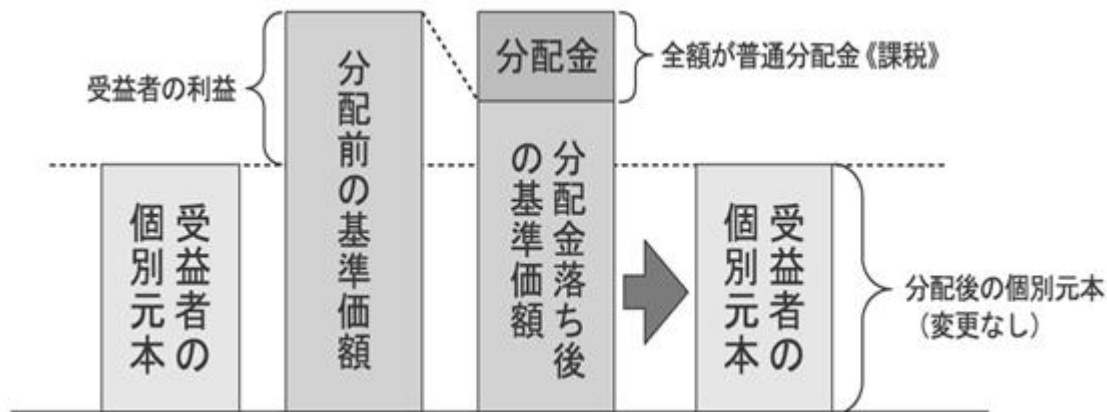 受益者の利益
受益者の
個別元本
分配前の基準価額
分配金
分配金落ち後
の基準価額
全額が普通分配金《課税》
受益者の
個別元本
分配後の個別元本
（変更なし）